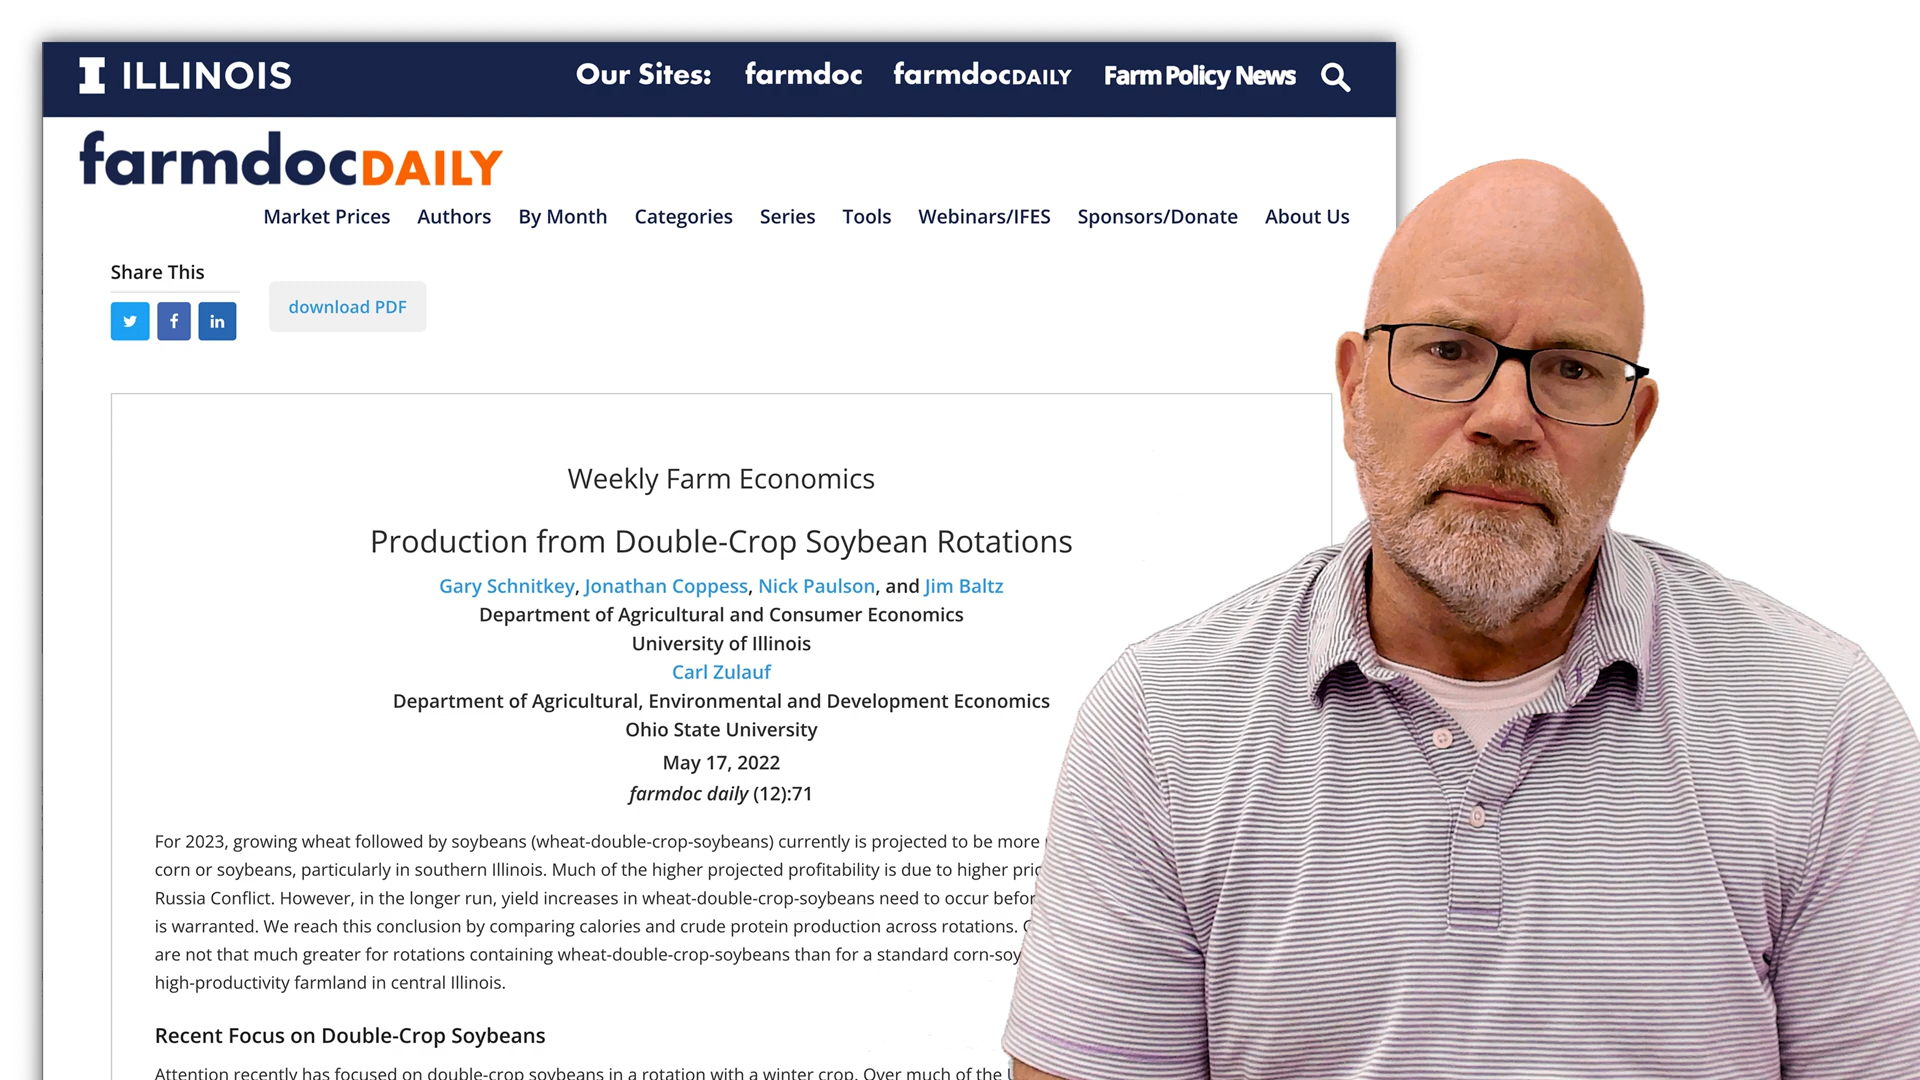 ILLINOIS Our Sites: farmdoc farmdocDAILY Farm Policy News
farmdocDAILY
Market Prices Authors By Month Categories Series Tools Webinars/IFES Sponsors/Donate About Us
Share This
f in
download PDF
Weekly Farm Economics
Production from Double-Crop Soybean Rotations
Gary Schnitkey, Jonathan Coppess, Nick Paulson, and Jim Baltz
Department of Agricultural and Consumer Economics
University of Illinois
Carl Zulauf
Department of Agricultural, Environmental and Development Economics
Ohio State University
May 17, 2022
farmdoc daily (12):71
For 2023, growing wheat followed by soybeans (wheat-double-crop-soybeans) currently is projected to be more
corn or soybeans, particularly in southern Illinois. Much of the higher projected profitability is due to higher
Russia Conflict. However, in the longer run, yield increases in wheat-double-crop-soybeans need to occur
is warranted. We reach this conclusion by comparing calories and crude protein production across rotations.
are not that much greater for rotations containing wheat-double-crop-soybeans than for a standard
high-productivity farmland in central Illinois.
Recent Focus on Double-Crop Soybeans
Attention recently has focused on double-crop soybeans in a rotation with a winter crop. Over much of the